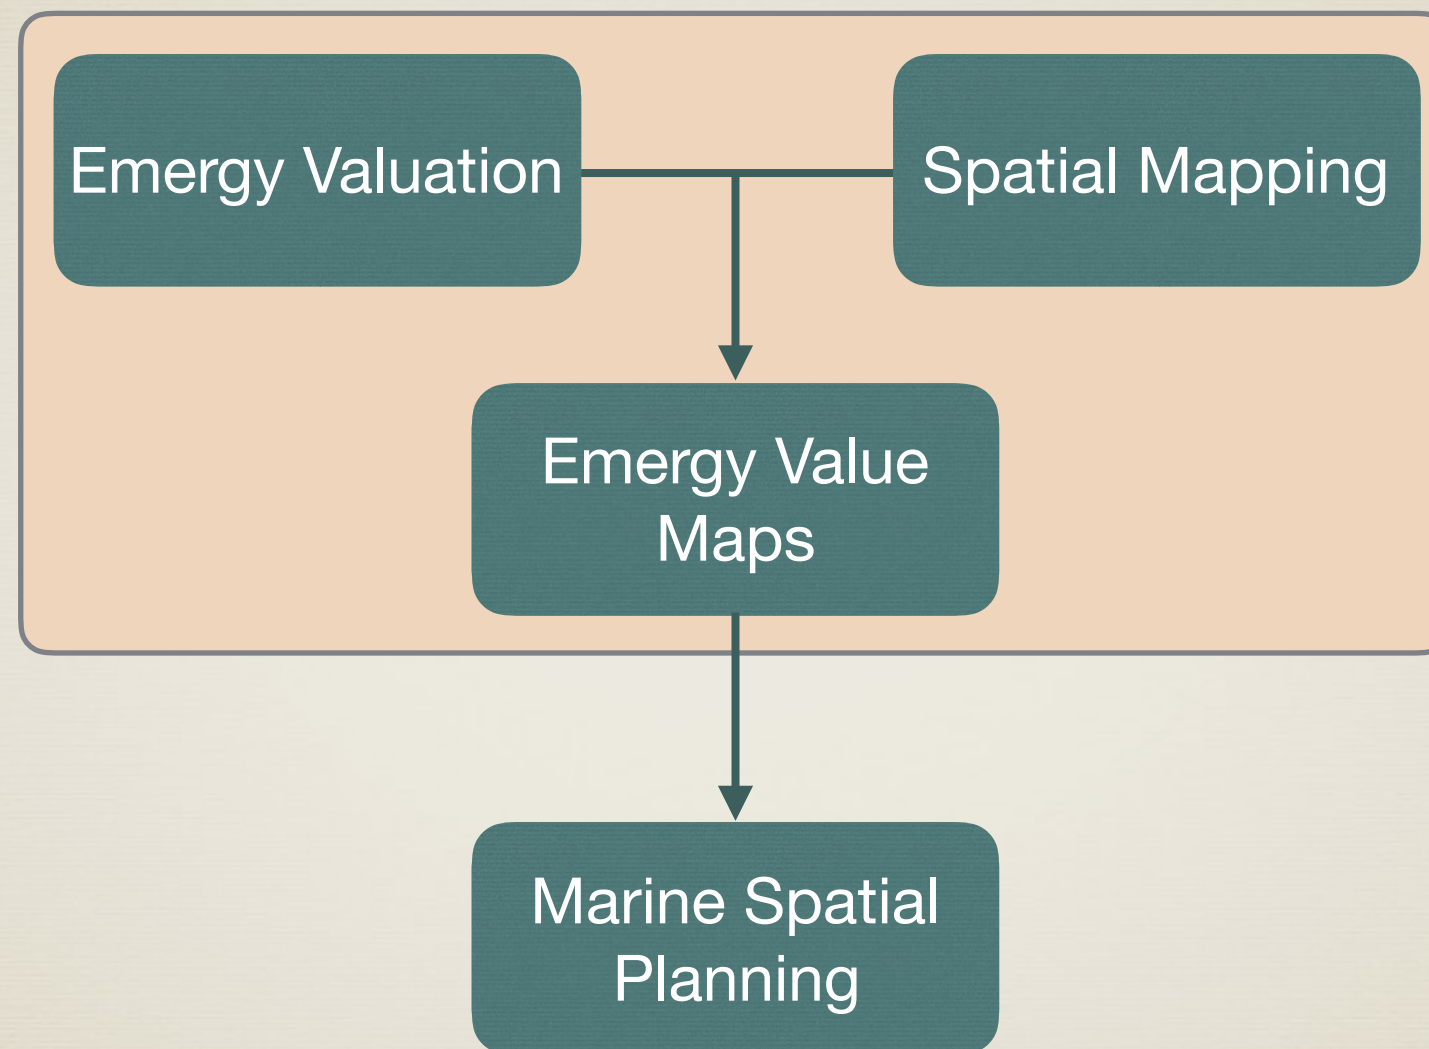 Emergy Valuation
Spatial Mapping
Emergy Value
Maps
Marine Spatial
Planning